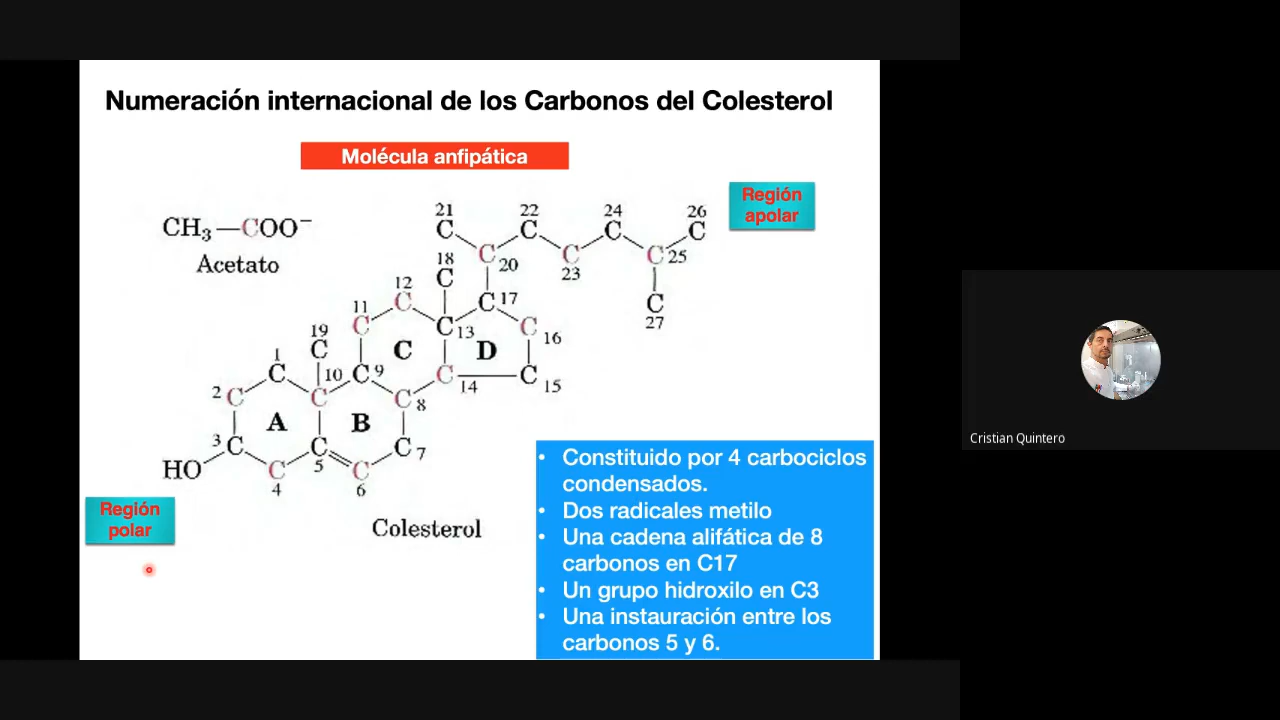 Numeración internacional de los Carbonos del Colesterol
Molécula anfipática
Región
apolar
CH₃—COO⁻
Acetato
21
22
24
26
C
C
C
C
C
20
C
23
C
25
18
C
C
27
12
C
C
17
11
C
C
13
C
16
19
C
C
D
1
C
10
C
9
C
14
C
15
2
C
C
C
8
A
B
3
C
HO
C
5
C
7
C
4
C
6
Región
polar
Colesterol
• Constituido por 4 carbociclos
condensados.
• Dos radicales metilo
• Una cadena alifática de 8
carbonos en C17
• Un grupo hidroxilo en C3
• Una instauración entre los
carbonos 5 y 6.
Cristian Quintero